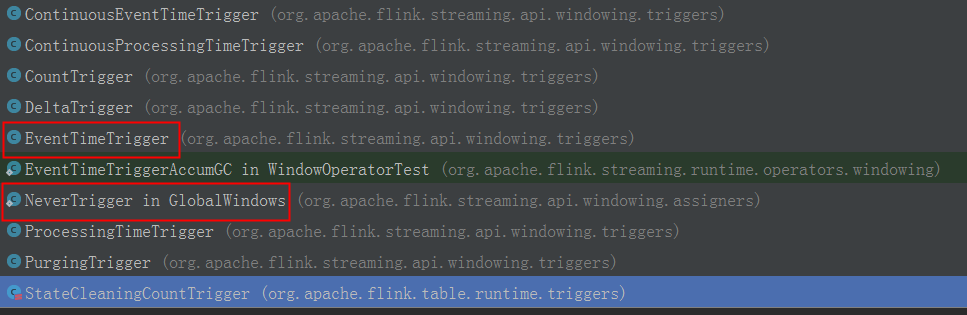 ContinuousEventTimeTrigger (org.apache.flink.streaming.api.windowing.triggers)
ContinuousProcessingTimeTrigger (org.apache.flink.streaming.api.windowing.triggers)
CountTrigger (org.apache.flink.streaming.api.windowing.triggers)
DeltaTrigger (org.apache.flink.streaming.api.windowing.triggers)
EventTimeTrigger (org.apache.flink.streaming.api.windowing.triggers)
EventTimeTriggerAccumGC in WindowOperatorTest (org.apache.flink.streaming.runtime.operators.windowing)
NeverTrigger in GlobalWindows (org.apache.flink.streaming.api.windowing.assigners)
ProcessingTimeTrigger (org.apache.flink.streaming.api.windowing.triggers)
PurgingTrigger (org.apache.flink.streaming.api.windowing.triggers)
StateCleaningCountTrigger (org.apache.flink.table.runtime.triggers)